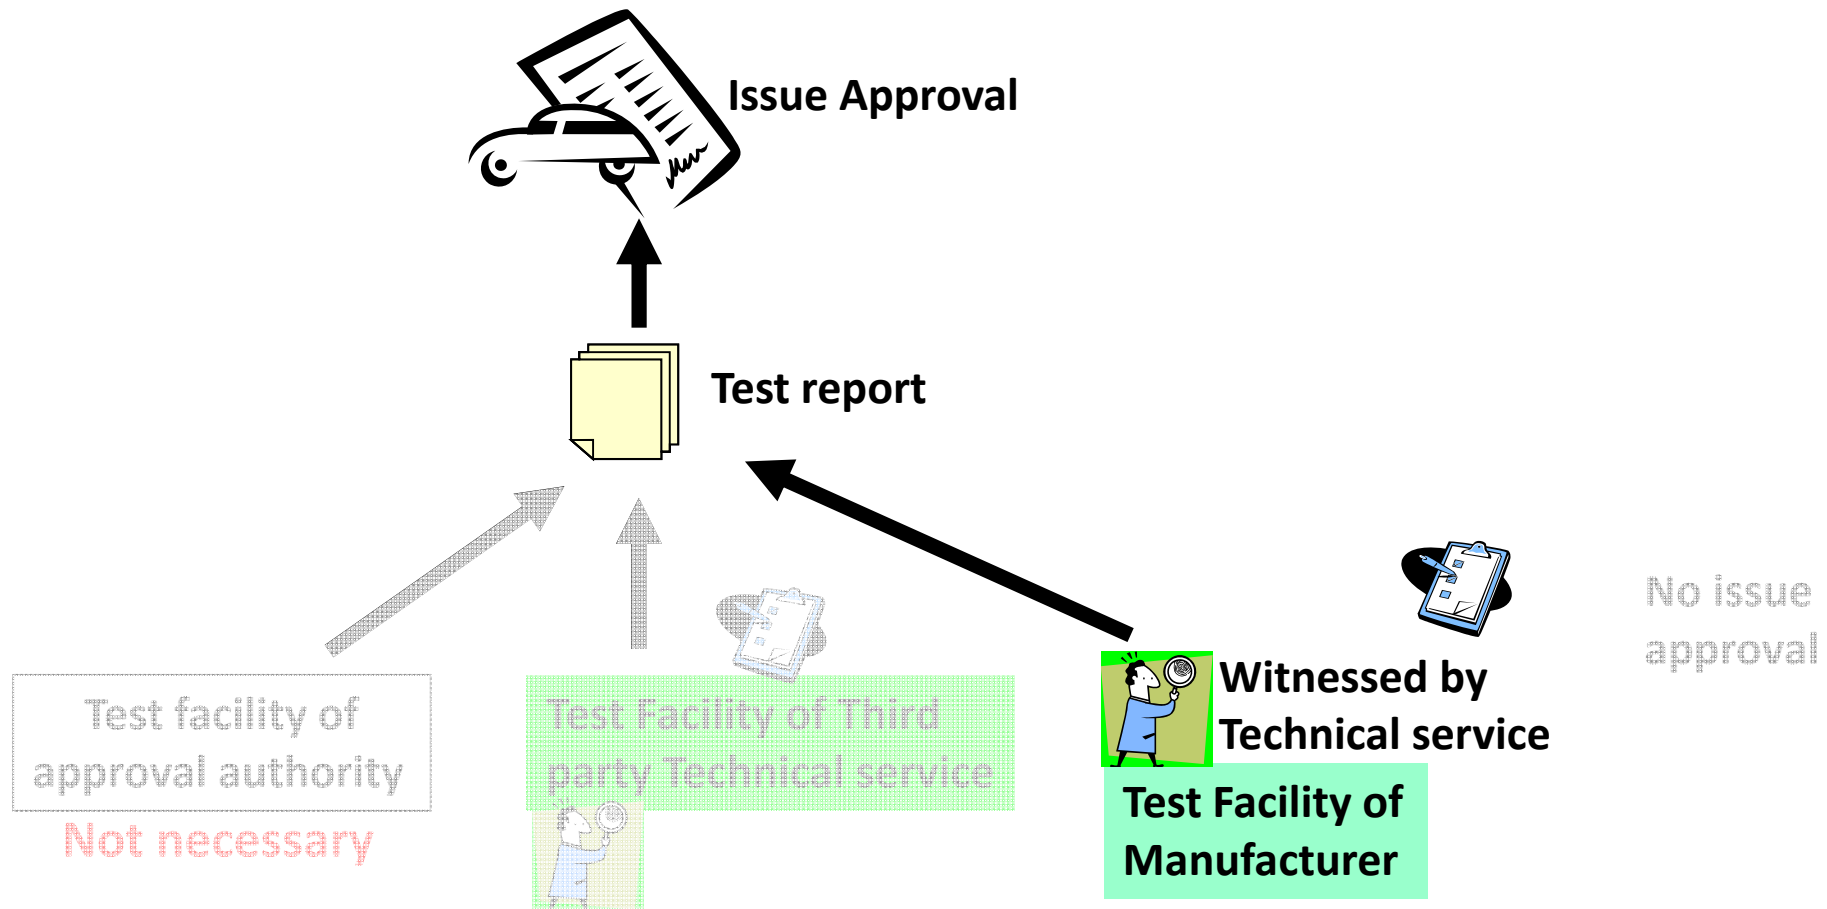 Issue Approval
Test report
No issue
approval
Witnessed by
Technical service
Test facility of
approval authority
Not necessary
Test Facility of Third
party Technical service
Test Facility of
Manufacturer